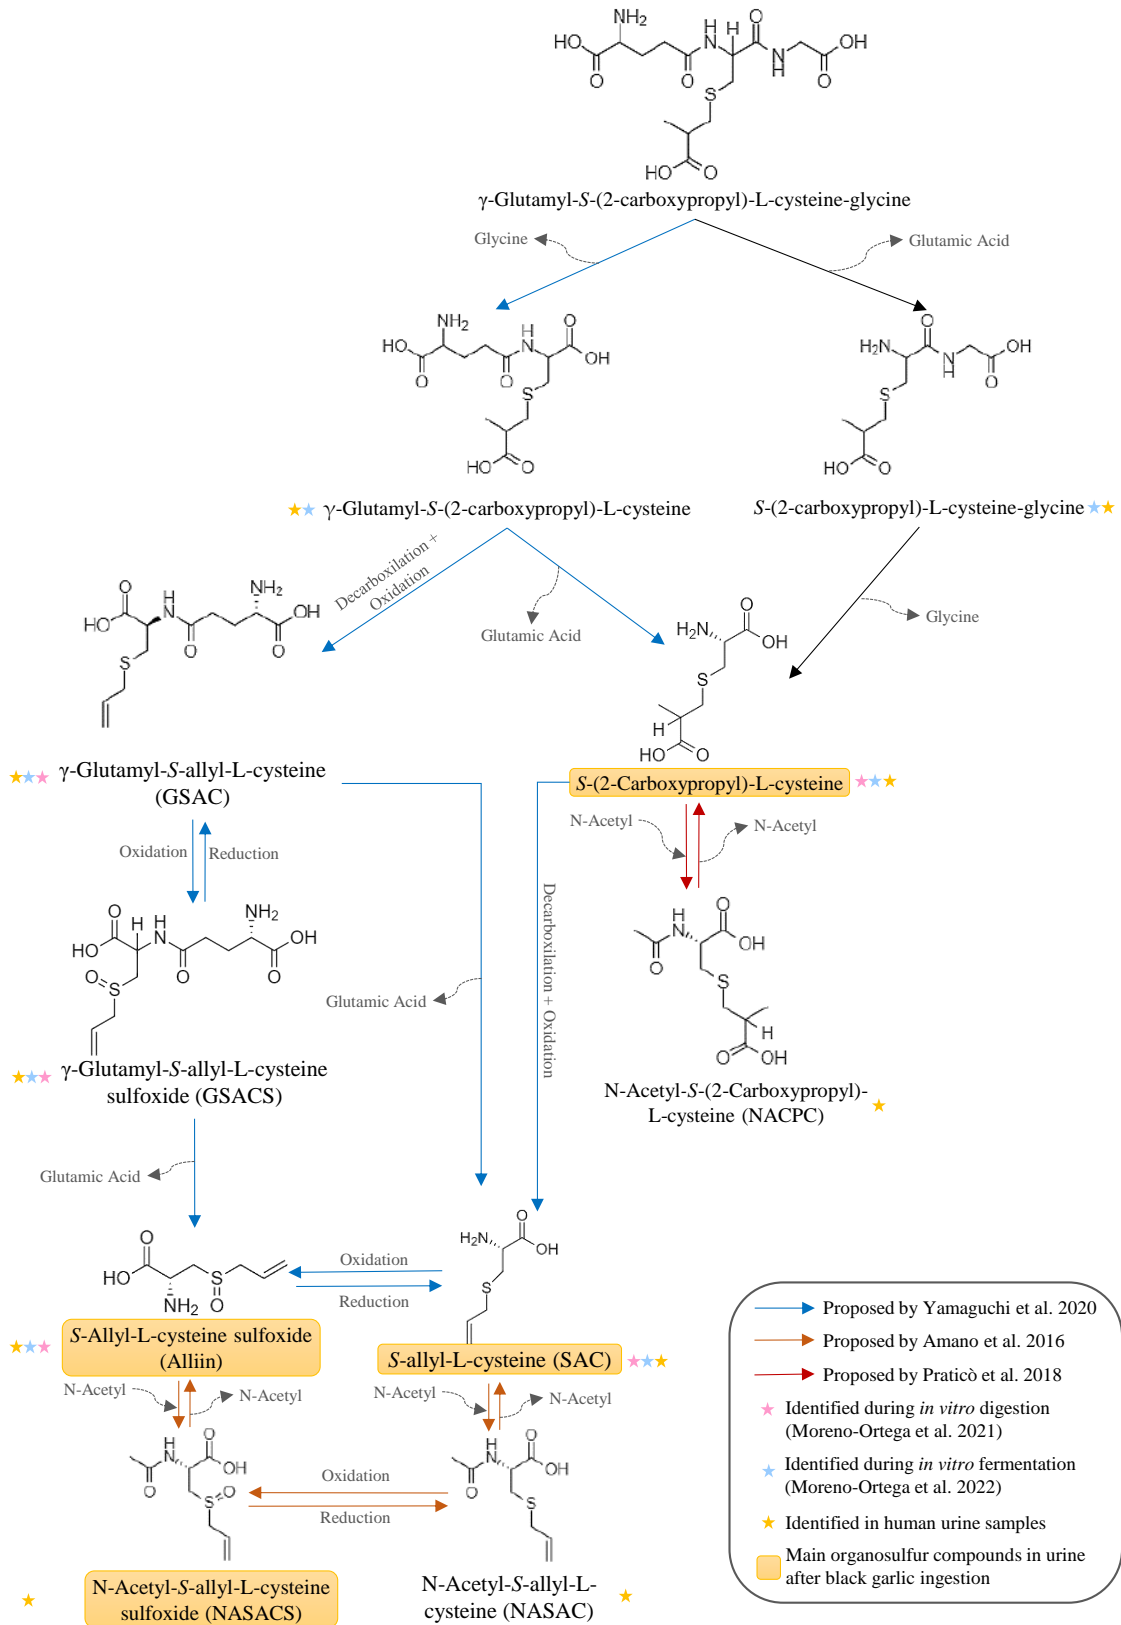 NH2
HO
O
O
H
N
H
O
N
H
O
OH
S
HO
O
γ-Glutamyl-S-(2-carboxypropyl)-L-cysteine-glycine
Glycine
Glutamic Acid
NH2
HO
O
O
H
N
O
OH
S
HO
O
H2N
O
N
H
O
OH
S
HO
O
γ-Glutamyl-S-(2-carboxypropyl)-L-cysteine
S-(2-carboxypropyl)-L-cysteine-glycine
Decarboxilation +
Oxidation
Glutamic Acid
Glycine
O
HO
H
N
O
NH2
OH
O
S
H2N
O
OH
S
H
HO
O
γ-Glutamyl-S-allyl-L-cysteine
(GSAC)
S-(2-Carboxypropyl)-L-cysteine
N-Acetyl
N-Acetyl
Oxidation
Reduction
Decarboxilation + Oxidation
O
HO
H
H
N
O
NH2
OH
O
O
S
H
N
O
O
OH
S
H
O
OH
Glutamic Acid
γ-Glutamyl-S-allyl-L-cysteine
sulfoxide (GSACS)
N-Acetyl-S-(2-Carboxypropyl)-
L-cysteine (NACPC)
Glutamic Acid
O
HO
NH2
S
O
Oxidation
Reduction
H2N
O
OH
S
S-Allyl-L-cysteine sulfoxide
(Alliin)
S-allyl-L-cysteine (SAC)
N-Acetyl
N-Acetyl
N-Acetyl
N-Acetyl
H
N
O
O
OH
S
O
Oxidation
Reduction
H
N
O
O
OH
S
N-Acetyl-S-allyl-L-cysteine
sulfoxide (NASACS)
N-Acetyl-S-allyl-L-
cysteine (NASAC)
Proposed by Yamaguchi et al. 2020
Proposed by Amano et al. 2016
Proposed by Praticò et al. 2018
Identified during in vitro digestion
(Moreno-Ortega et al. 2021)
Identified during in vitro fermentation
(Moreno-Ortega et al. 2022)
Identified in human urine samples
Main organosulfur compounds in urine
after black garlic ingestion